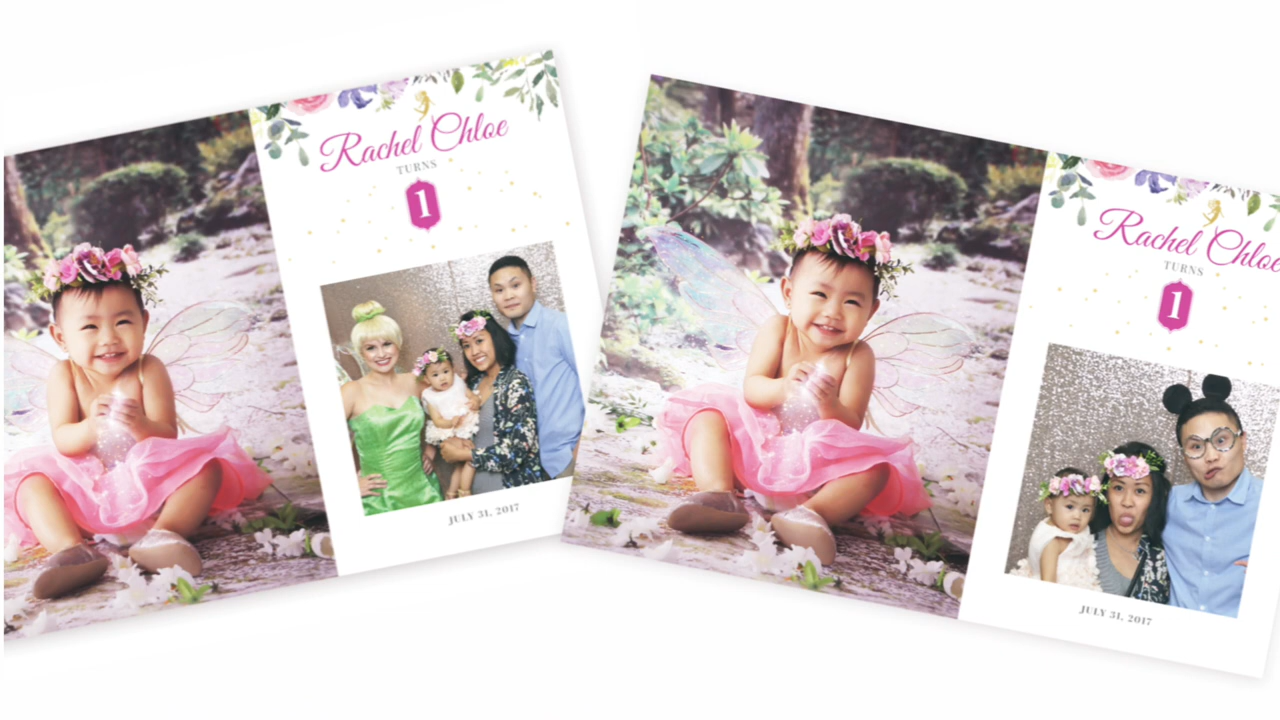 Rachel Chloe
TURNS
1
JULY 31, 2017
Rachel Chloe
TURNS
1
JULY 31, 2017